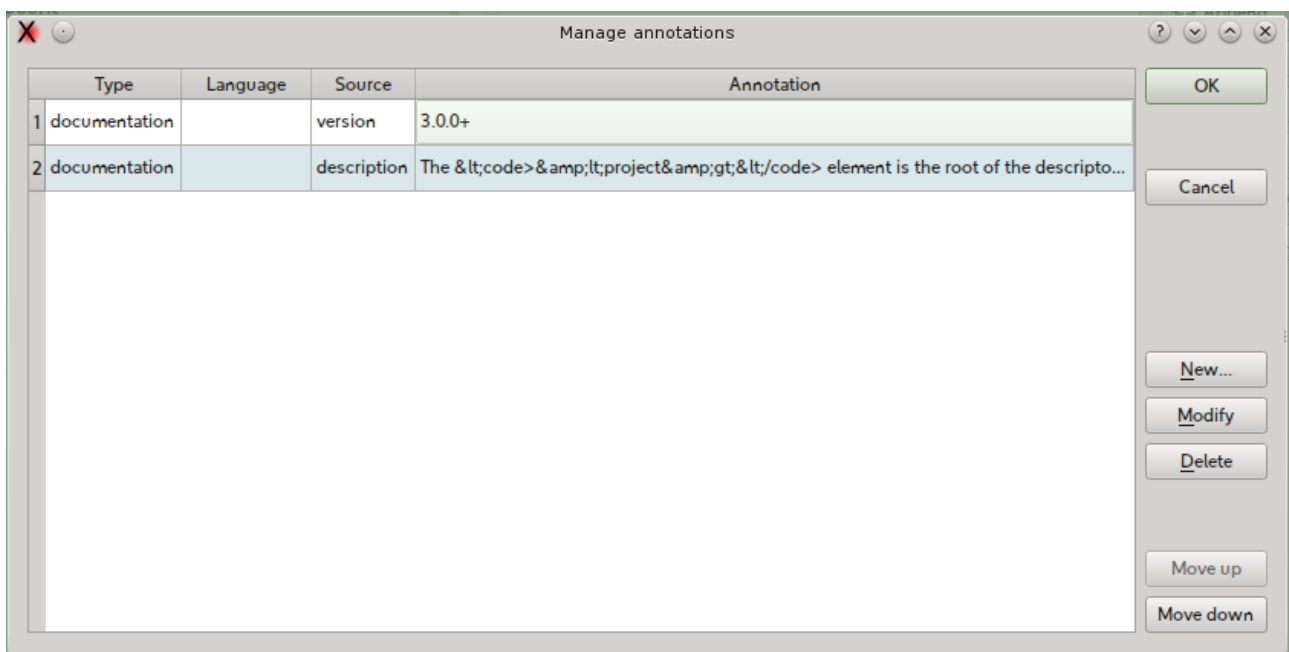 Manage annotations
Type Language Source Annotation OK
1 documentation version 3.0.0+
2 documentation description The &lt;code>&amp;lt;project&amp;gt;&lt;/code> element is the root of the descripto...
Cancel
New...
Modify
Delete
Move up
Move down